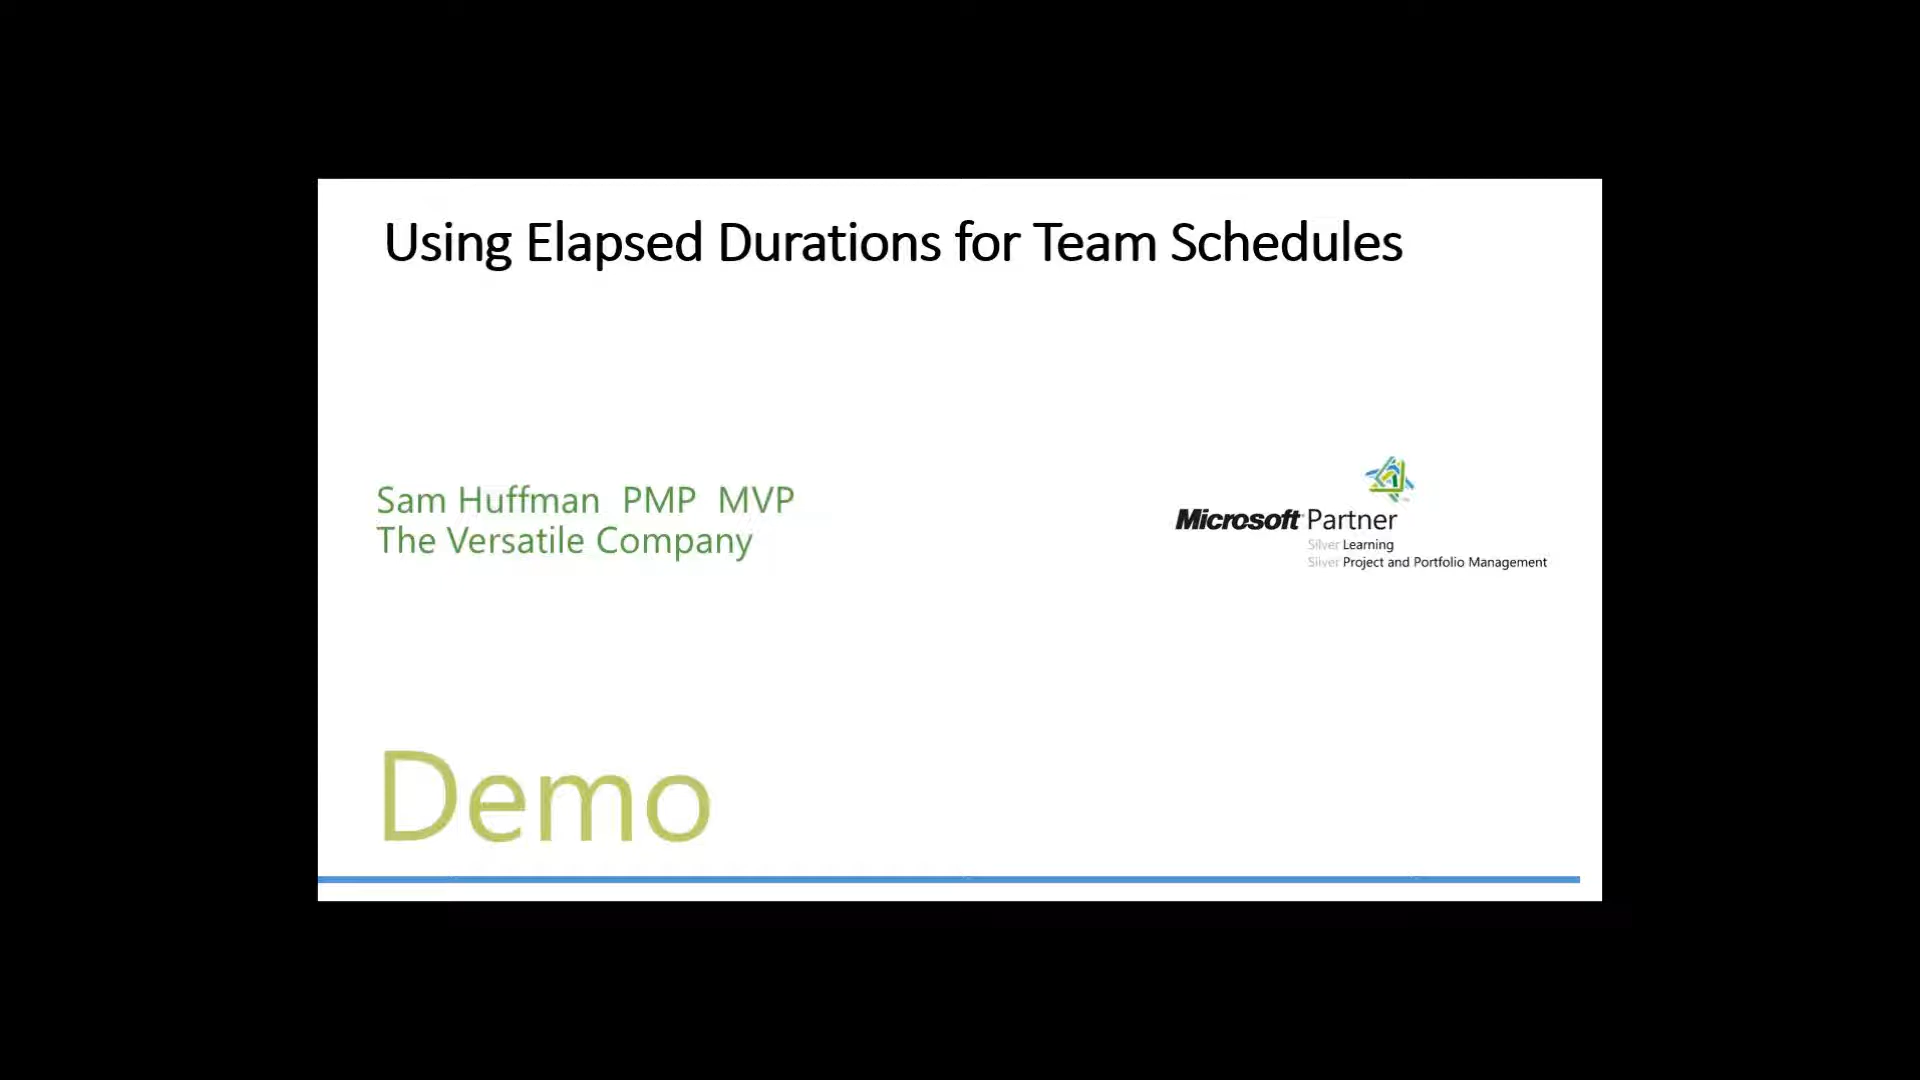 Using Elapsed Durations for Team Schedules
Sam Huffman PMP MVP
The Versatile Company
Microsoft Partner
Silver Learning
Silver Project and Portfolio Management
Demo